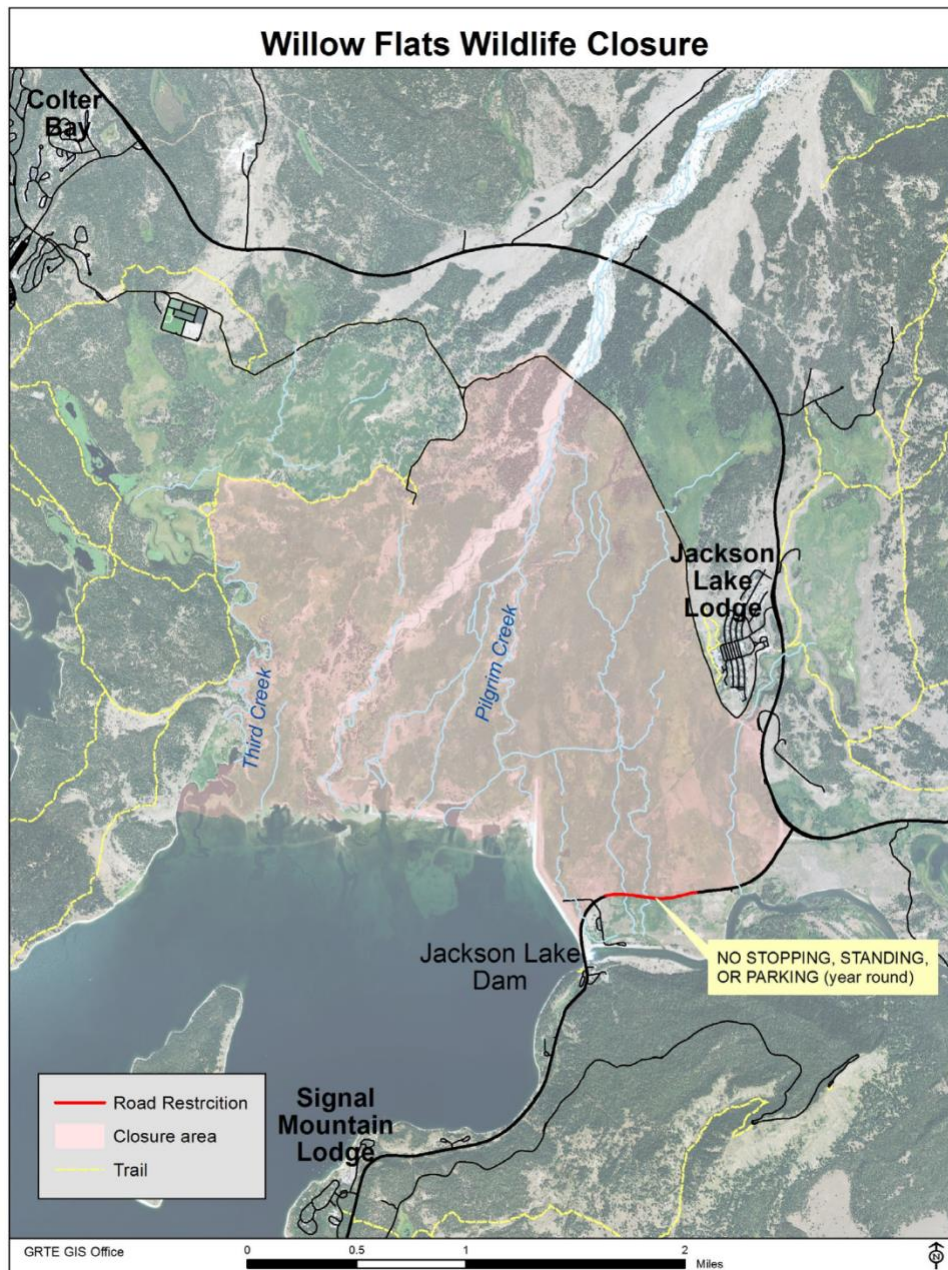 Willow Flats Wildlife Closure
Colter
Bay
Jackson
Lake
Lodge
Third Creek
Pilgrim Creek
Jackson Lake
Dam
NO STOPPING, STANDING,
OR PARKING (year round)
Signal
Mountain
Lodge
Road Restrcition
Closure area
Trail
GRTE GIS Office
0
0.5
1
2
Miles
N